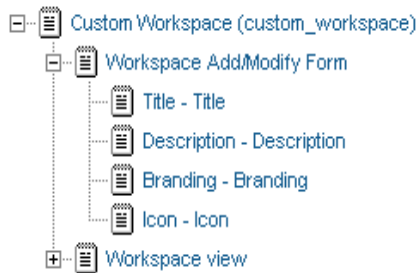 Custom Workspace (custom_workspace)
Workspace Add/Modify Form
Title - Title
Description - Description
Branding - Branding
Icon - Icon
Workspace view